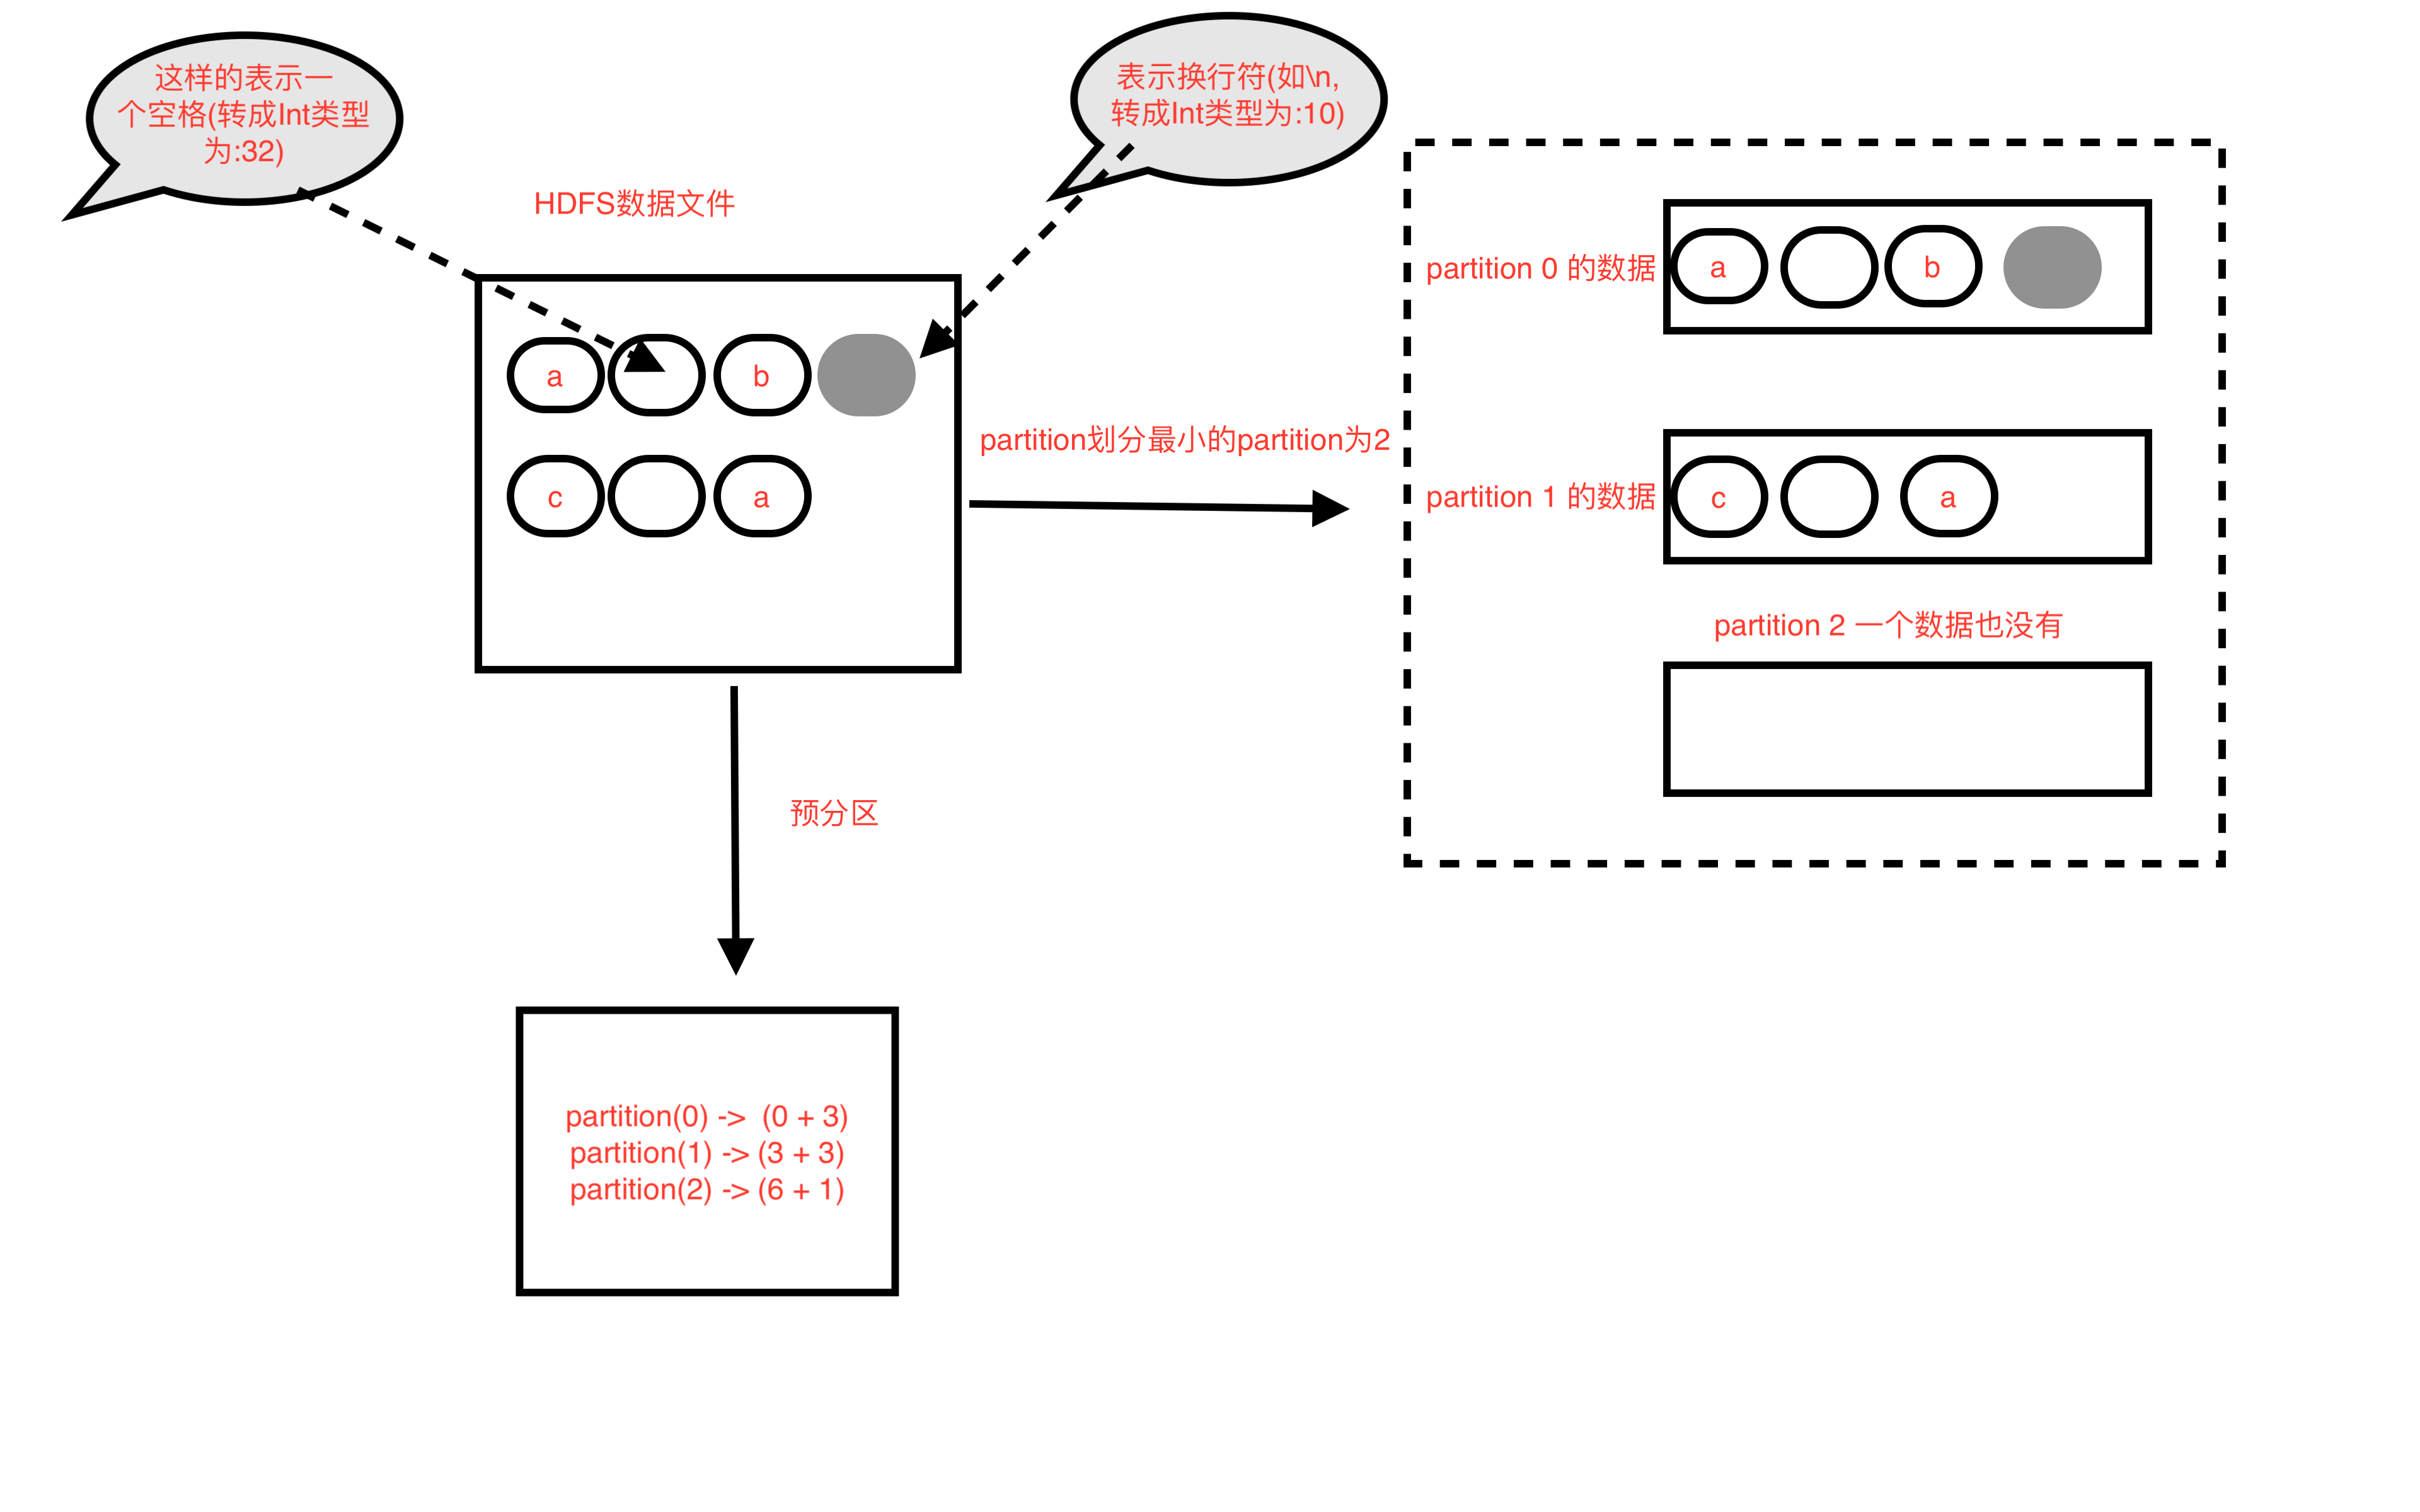 这样的表示一
个空格(转成Int类型
为:32)
表示换行符(如\n,
转成Int类型为:10)
HDFS数据文件
a
b
c
a
partition划分最小的partition为2
partition 0 的数据
a
b
partition 1 的数据
c
a
partition 2 一个数据也没有
预分区
partition(0) -> (0 + 3)
partition(1) -> (3 + 3)
partition(2) -> (6 + 1)